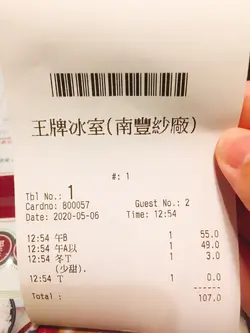 王牌冰室(南豐紗廠)
#: 1
Tbl No.: 1
Cardno: 800057 Guest No.: 2
Date: 2020-05-06 Time: 12:54
12:54 午B 1 55.0
12:54 午A以 1 49.0
12:54 冬T 1 3.0
(少甜).
12:54 T 1 0.0
Total: 107.0